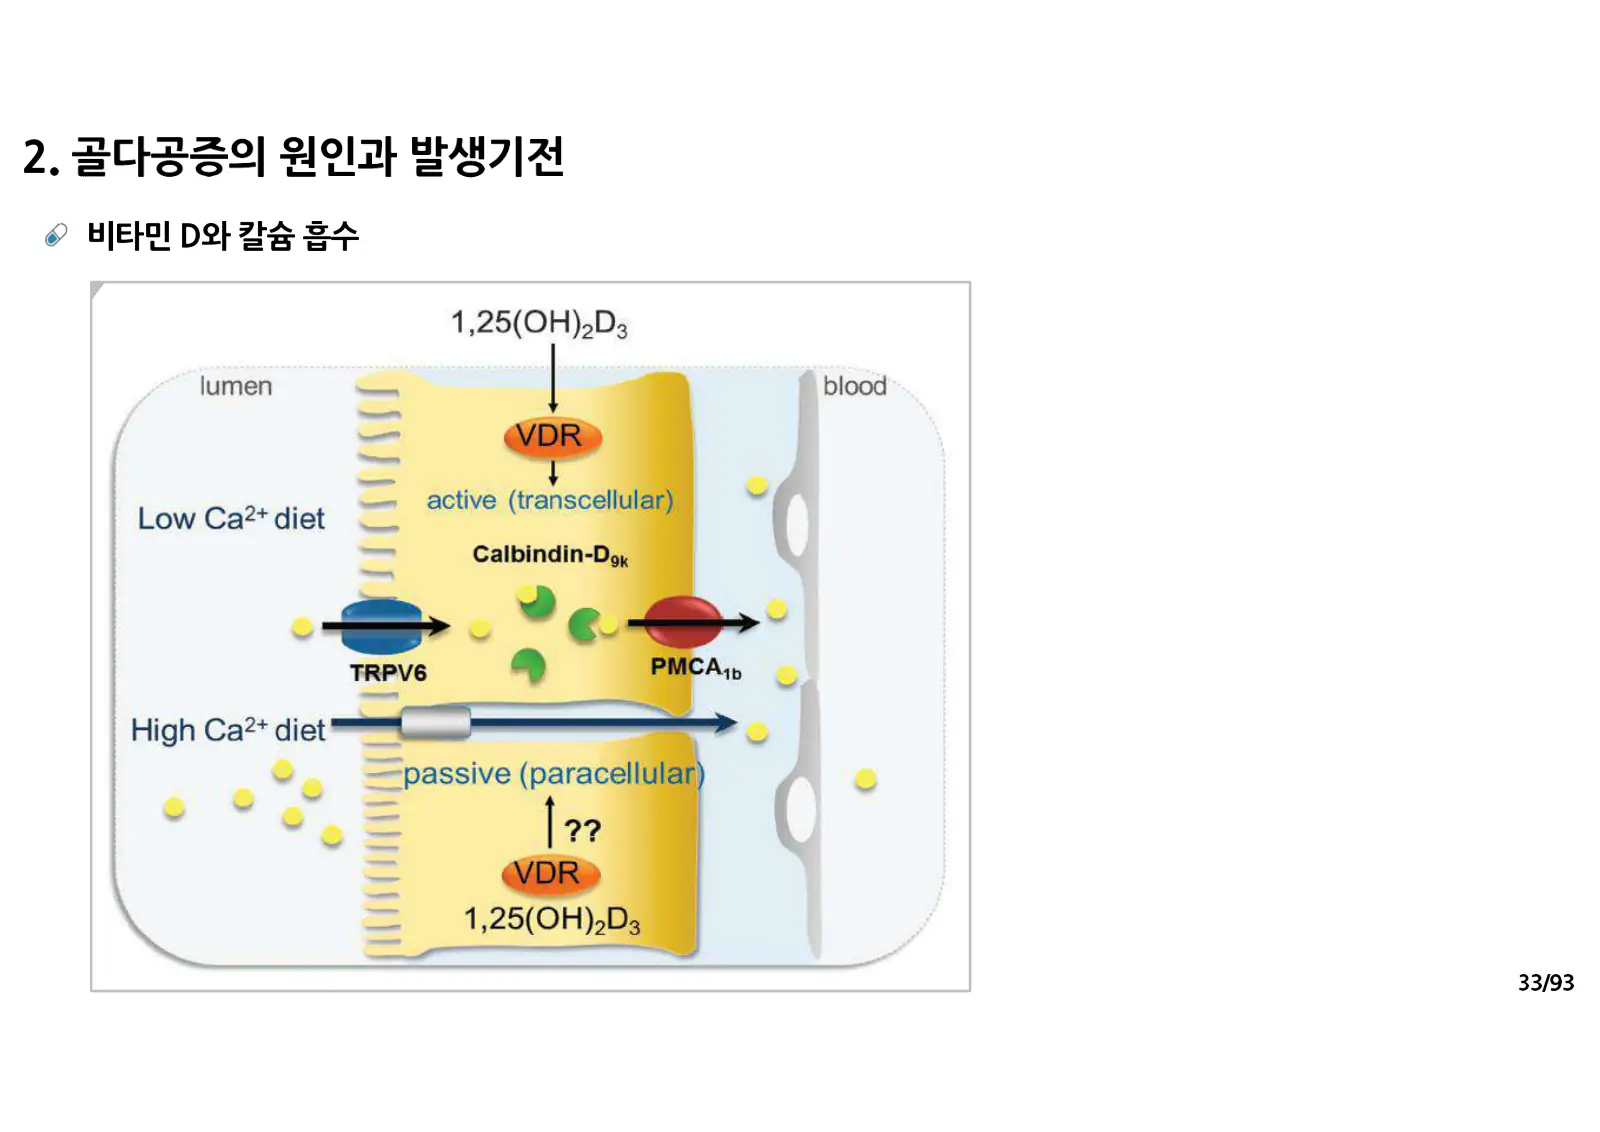 2. 골다공증의 원인과 발생기전
비타민 D와 칼슘 흡수
1,25(OH)₂D₃
lumen
blood
VDR
active (transcellular)
Low Ca²⁺ diet
Calbindin-D₉ₖ
TRPV6
PMCA₁b
High Ca²⁺ diet
passive (paracellular)
??
VDR
1,25(OH)₂D₃
33/93